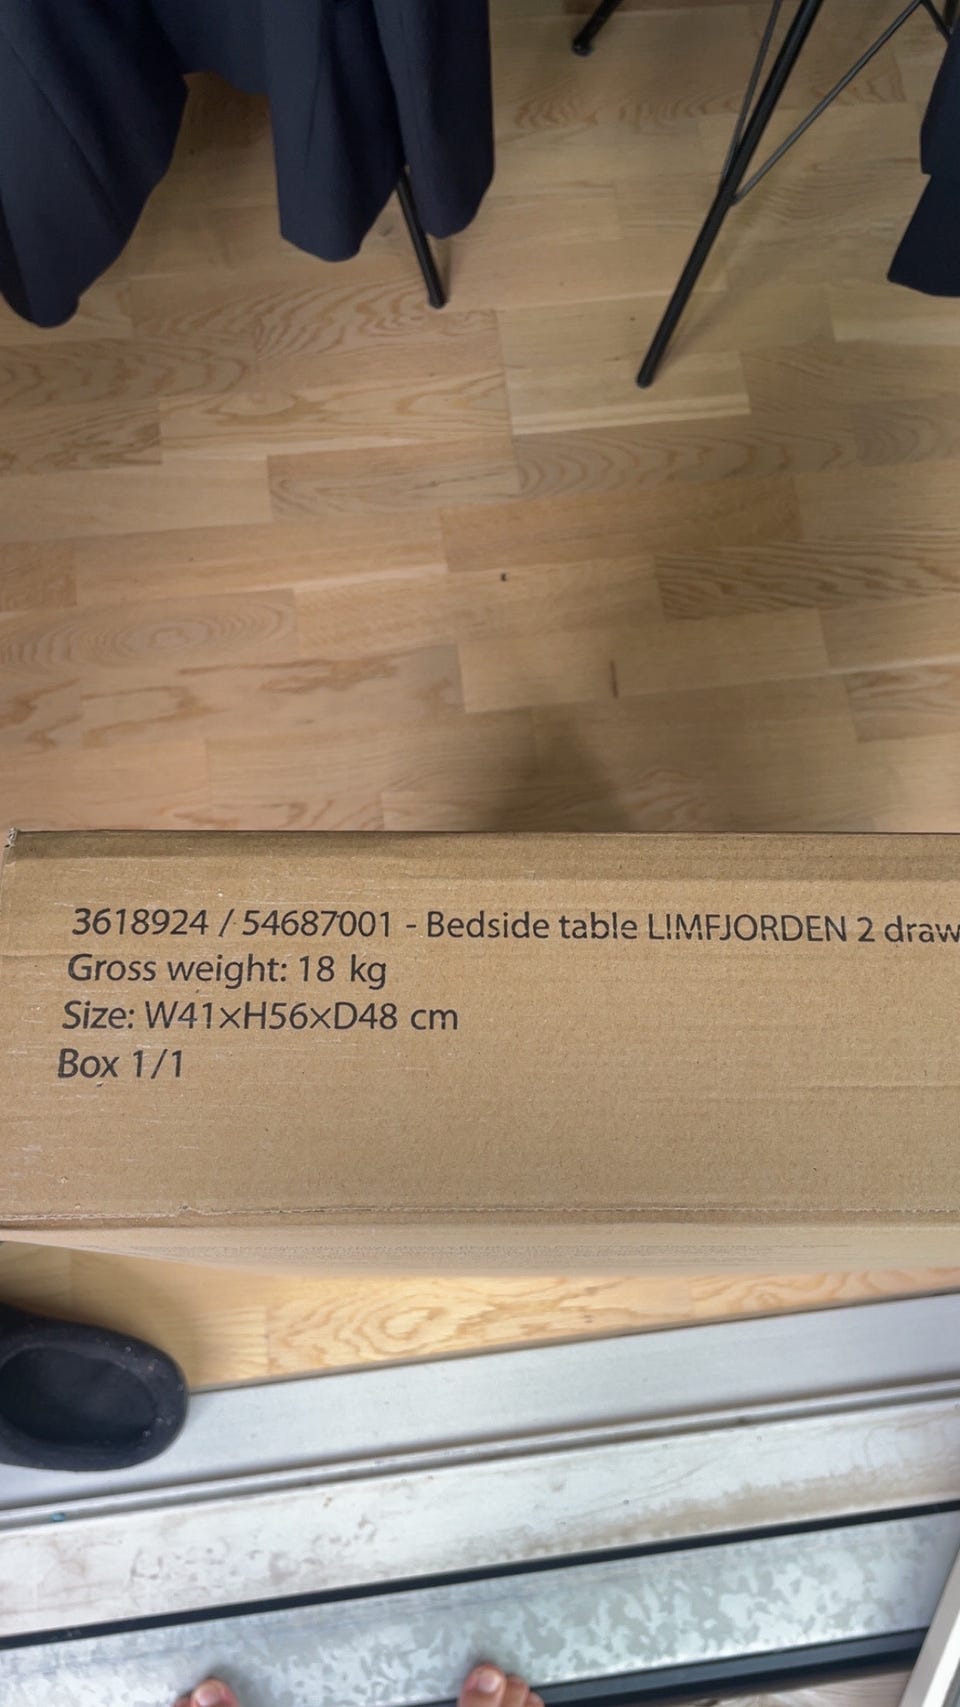 3618924 / 54687001 - Bedside table LIMFJORDEN 2 draw
Gross weight: 18 kg
Size: W41×H56×D48 cm
Box 1/1